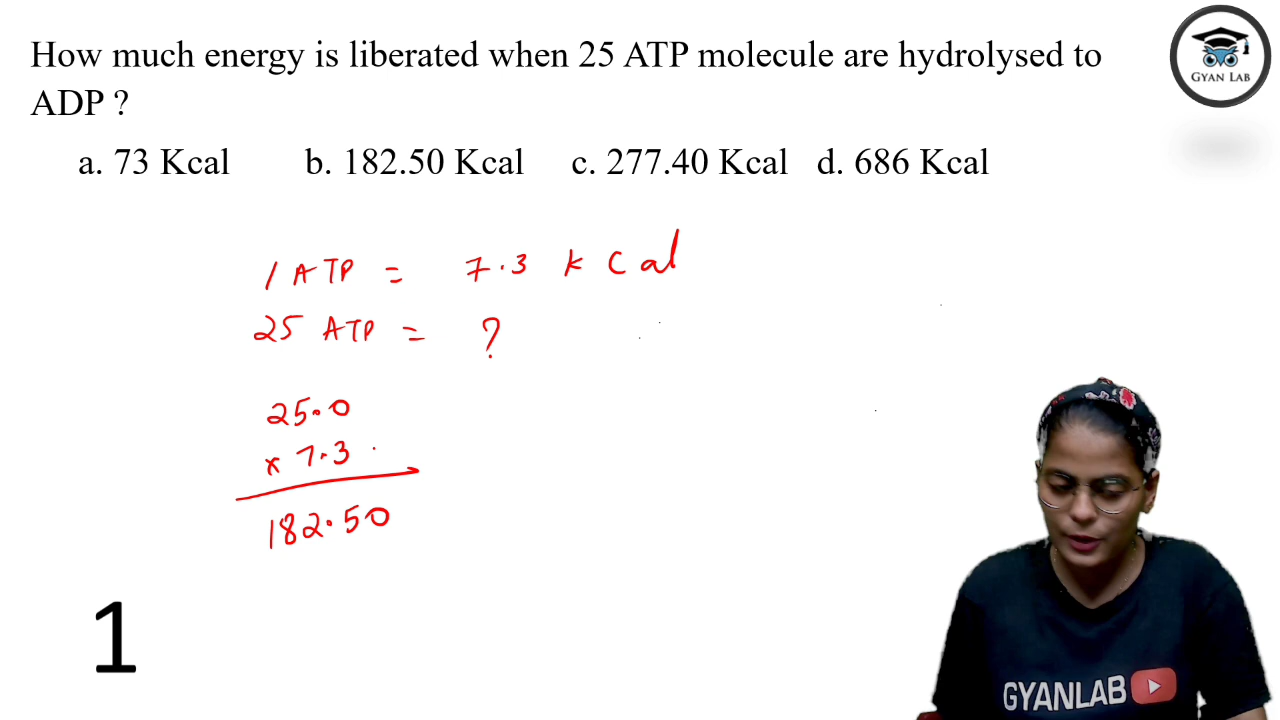 How much energy is liberated when 25 ATP molecule are hydrolysed to
ADP ?
GYAN LAB
a. 73 Kcal b. 182.50 Kcal c. 277.40 Kcal d. 686 Kcal
1 ATP = 7.3 k Cal
25 ATP = ?
25.0
x 7.3
182.50
1
GYANLAB